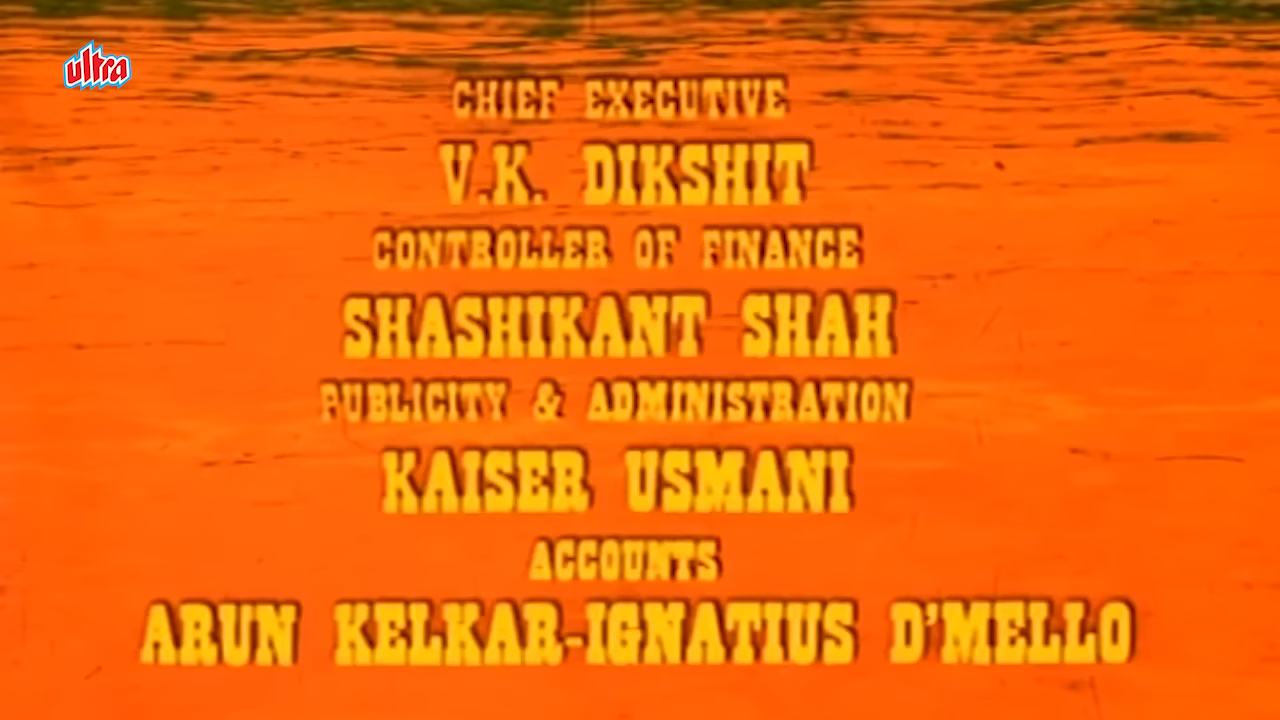 ultra
CHIEF EXECUTIVE
V.K. DIKSHIT
CONTROLLER OF FINANCE
SHASHIKANT SHAH
PUBLICITY & ADMINISTRATION
KAISER USMANI
ACCOUNTS
ARUN KELKAR-IGNATIUS D'MELLO